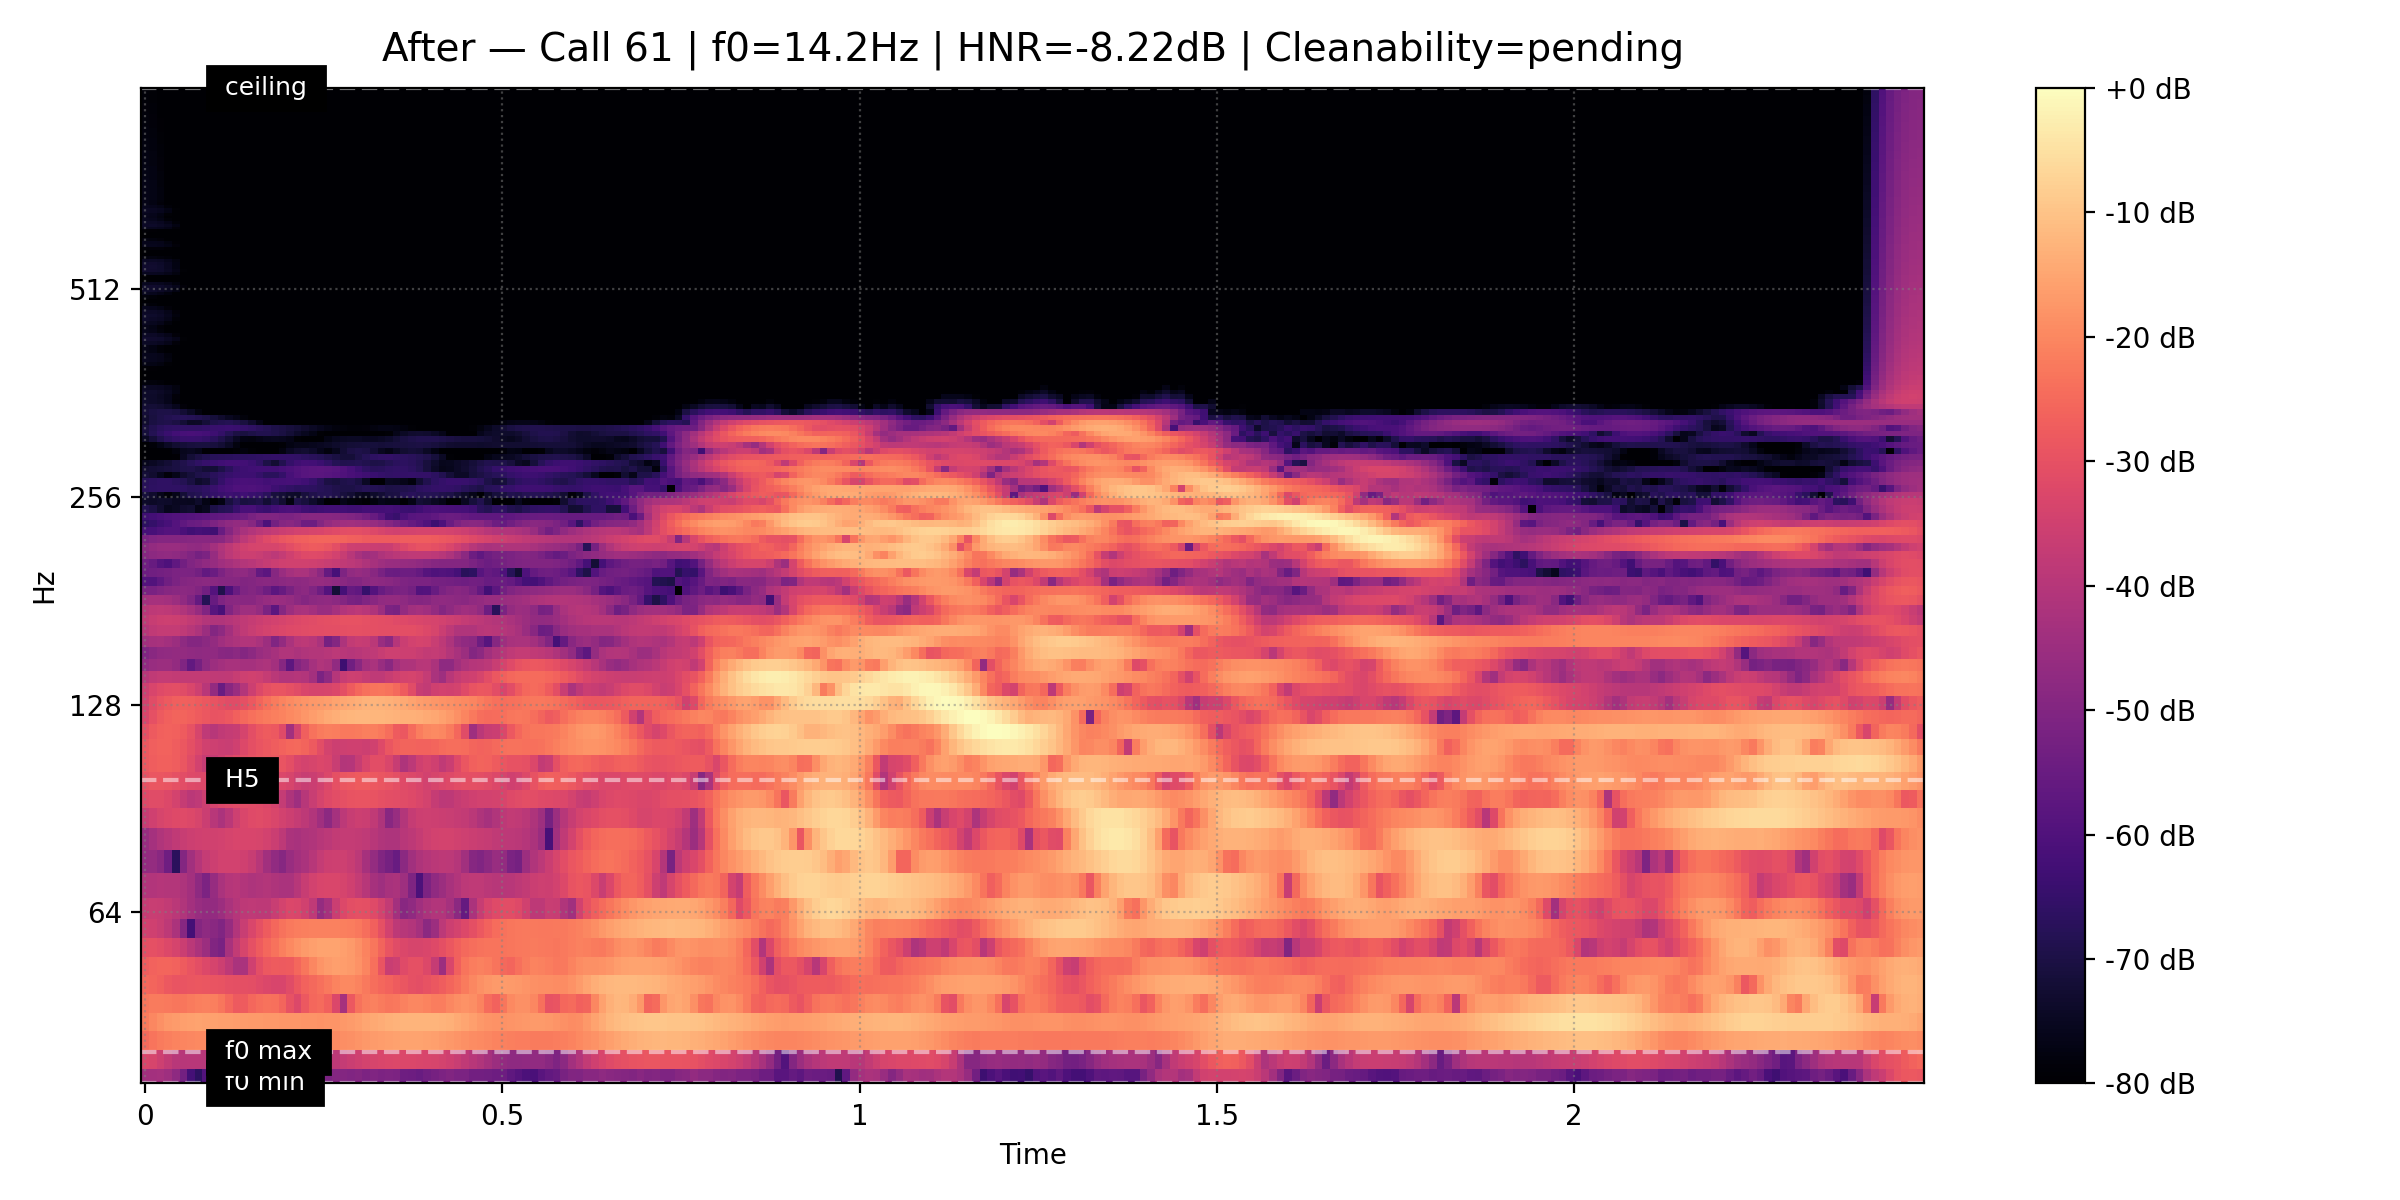 After — Call 61 | f0=14.2Hz | HNR=-8.22dB | Cleanability=pending
ceiling
+0 dB
-10 dB
-20 dB
-30 dB
-40 dB
-50 dB
-60 dB
-70 dB
-80 dB
512
256
128
64
Hz
H5
f0 max
f0 min
0
0.5
1
1.5
2
Time